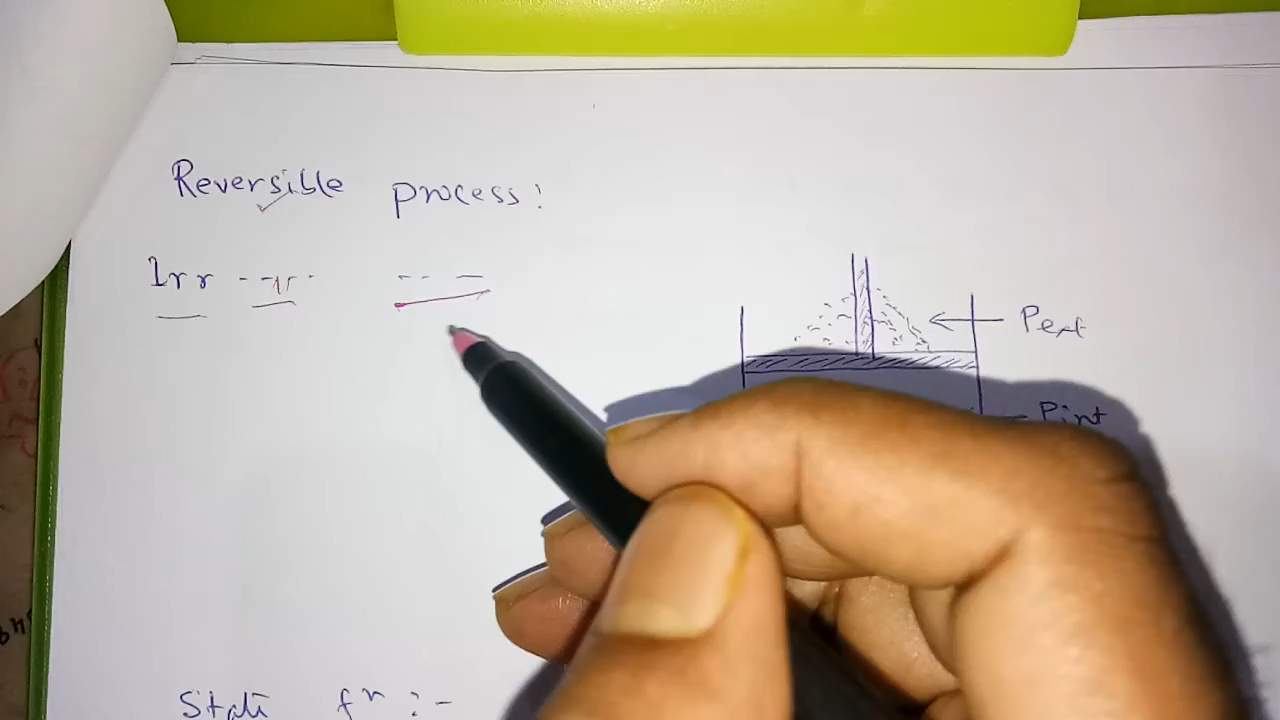 Reversible process:
Irr
Pext
Pint
State fn :-